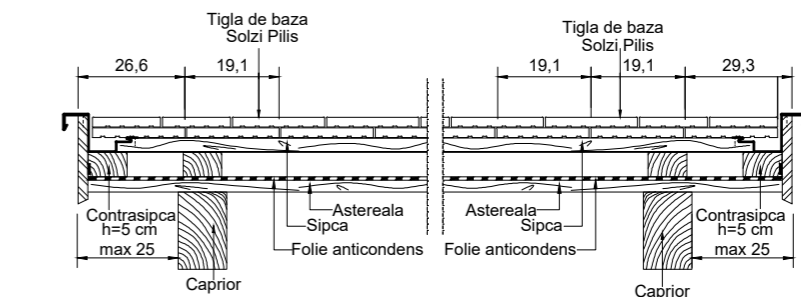 Tigla de baza
Solzi Pilis
Tigla de baza
Solzi Pilis
26,6
19,1
19,1
19,1
29,3
Contrasipca
h=5 cm
max 25
Astereala
Sipca
Folie anticondens
Caprior
Astereala
Sipca
Folie anticondens
Contrasipca
h=5 cm
max 25
Caprior